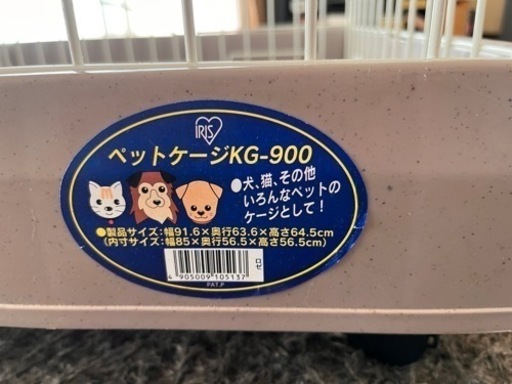 IRIS
ペットケージKG-900
●犬、猫、その他
いろんなペットの
ケージとして!
●製品サイズ:幅91.6×奥行63.6×高さ64.5cm
(内寸サイズ:幅85×奥行56.5×高さ56.5cm)
4 905009 105137
ロゼ
PAT.P